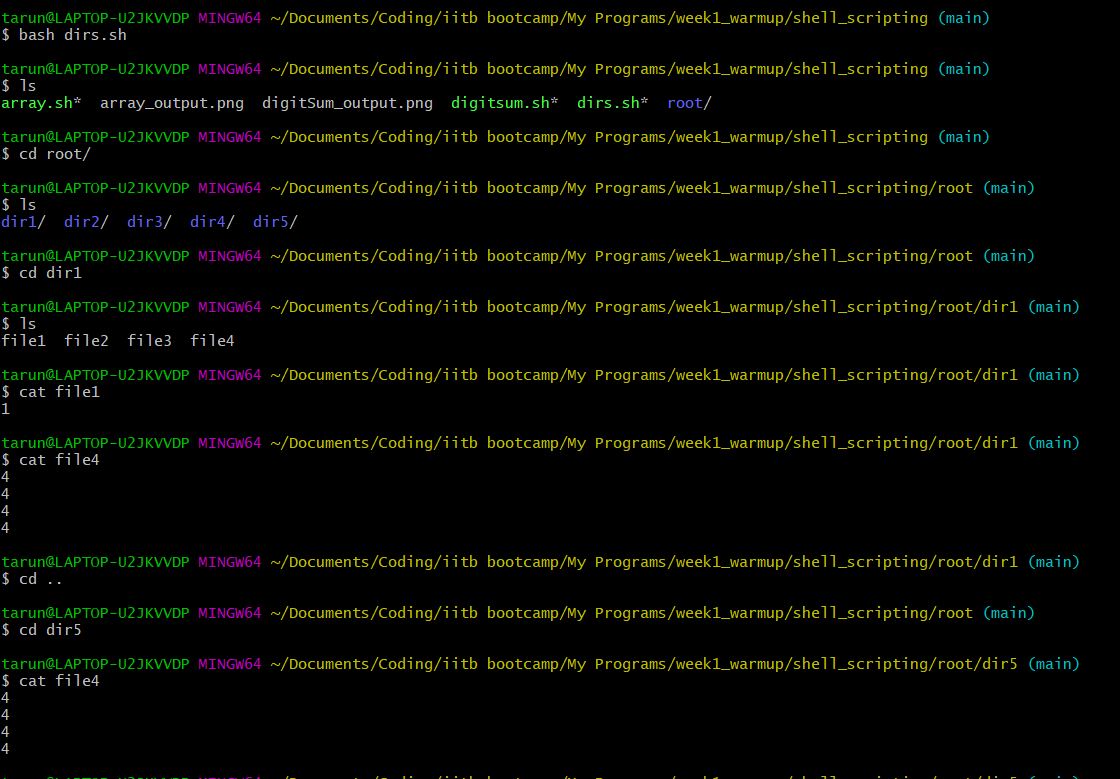 tarun@LAPTOP-U2JKVVDP MINGW64 ~/Documents/Coding/iitb bootcamp/My Programs/week1_warmup/shell_scripting (main)
$ bash dirs.sh
tarun@LAPTOP-U2JKVVDP MINGW64 ~/Documents/Coding/iitb bootcamp/My Programs/week1_warmup/shell_scripting (main)
$ ls
array.sh*  array_output.png  digitSum_output.png  digitsum.sh*  dirs.sh*  root/
tarun@LAPTOP-U2JKVVDP MINGW64 ~/Documents/Coding/iitb bootcamp/My Programs/week1_warmup/shell_scripting (main)
$ cd root/
tarun@LAPTOP-U2JKVVDP MINGW64 ~/Documents/Coding/iitb bootcamp/My Programs/week1_warmup/shell_scripting/root (main)
$ ls
dir1/  dir2/  dir3/  dir4/  dir5/
tarun@LAPTOP-U2JKVVDP MINGW64 ~/Documents/Coding/iitb bootcamp/My Programs/week1_warmup/shell_scripting/root (main)
$ cd dir1
tarun@LAPTOP-U2JKVVDP MINGW64 ~/Documents/Coding/iitb bootcamp/My Programs/week1_warmup/shell_scripting/root/dir1 (main)
$ ls
file1  file2  file3  file4
tarun@LAPTOP-U2JKVVDP MINGW64 ~/Documents/Coding/iitb bootcamp/My Programs/week1_warmup/shell_scripting/root/dir1 (main)
$ cat file1
1
tarun@LAPTOP-U2JKVVDP MINGW64 ~/Documents/Coding/iitb bootcamp/My Programs/week1_warmup/shell_scripting/root/dir1 (main)
$ cat file4
4
4
4
4
tarun@LAPTOP-U2JKVVDP MINGW64 ~/Documents/Coding/iitb bootcamp/My Programs/week1_warmup/shell_scripting/root/dir1 (main)
$ cd ..
tarun@LAPTOP-U2JKVVDP MINGW64 ~/Documents/Coding/iitb bootcamp/My Programs/week1_warmup/shell_scripting/root (main)
$ cd dir5
tarun@LAPTOP-U2JKVVDP MINGW64 ~/Documents/Coding/iitb bootcamp/My Programs/week1_warmup/shell_scripting/root/dir5 (main)
$ cat file4
4
4
4
4